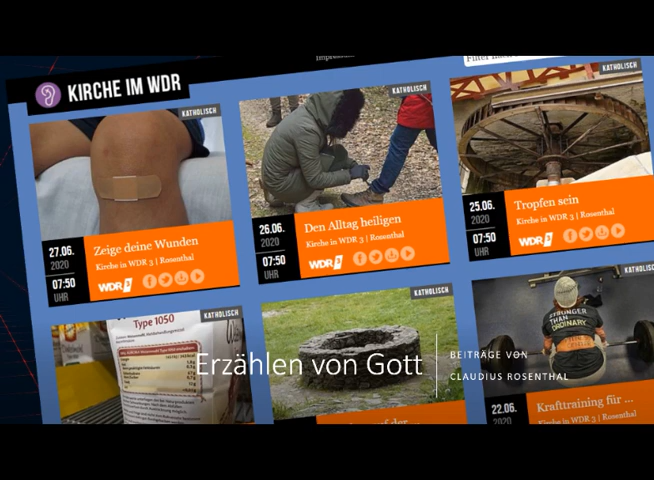 KIRCHE IM WDR
KATHOLISCH
27.06.
2020
07:50
UHR
Zeige deine Wunden
Kirche in WDR 3 | Rosenthal
WDR 3
KATHOLISCH
26.06.
2020
07:50
UHR
Den Alltag heiligen
Kirche in WDR 3 | Rosenthal
WDR 3
KATHOLISCH
25.06.
2020
07:50
UHR
Tropfen sein
Kirche in WDR 3 | Rosenthal
WDR 3
KATHOLISCH
Type 1050
KATHOLISCH
KATHOLISCH
STRONGER
THAN
ORDINARY
22.06.
2020
Krafttraining für ...
Kirche in WDR 3 | Rosenthal
Erzählen von Gott
BEITRÄGE VON
CLAUDIUS ROSENTHAL